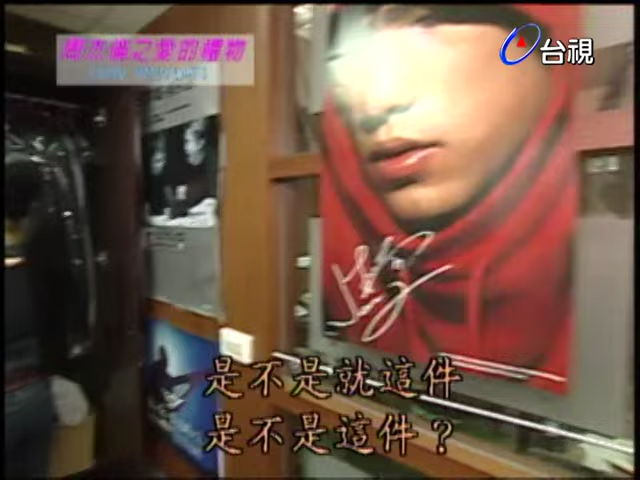 台視
周杰倫之愛的禮物
是不是就這件
是不是這件？